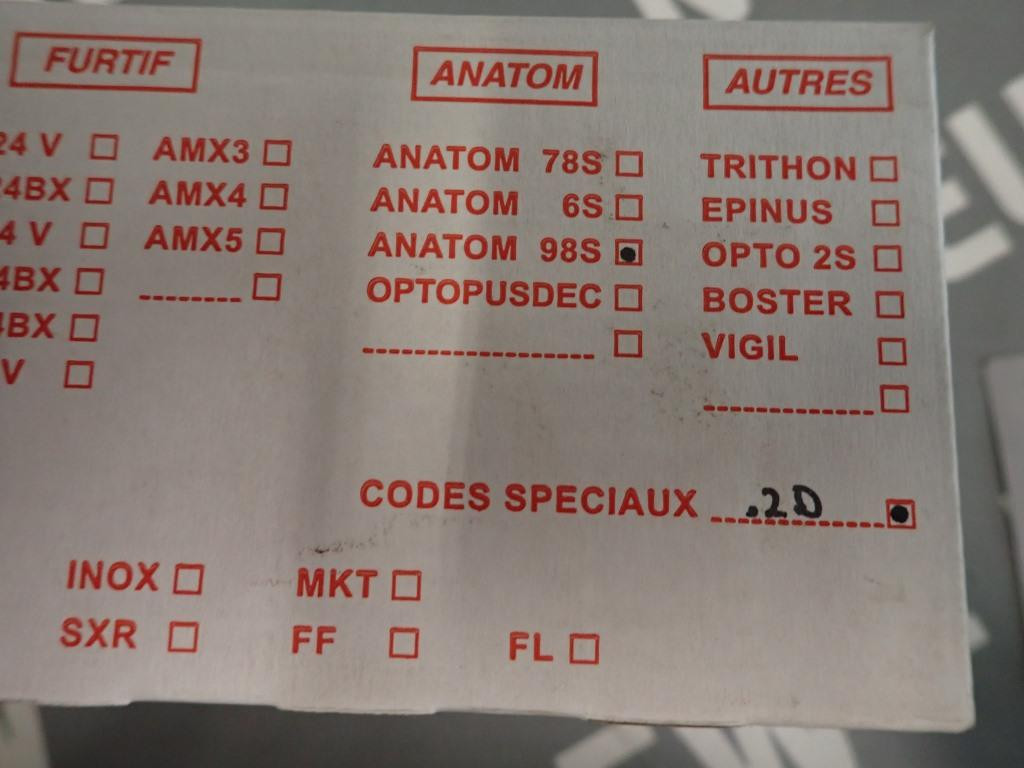 FURTIF ANATOM AUTRES
24 V AMX3 ANATOM 78S TRITHON
4BX AMX4 ANATOM 6S EPINUS
4 V AMX5 ANATOM 98S OPTO 2S
4BX OPTOPUSDEC BOSTER
4BX VIGIL
V
CODES SPECIAUX .2D
INOX MKT
SXR FF FL